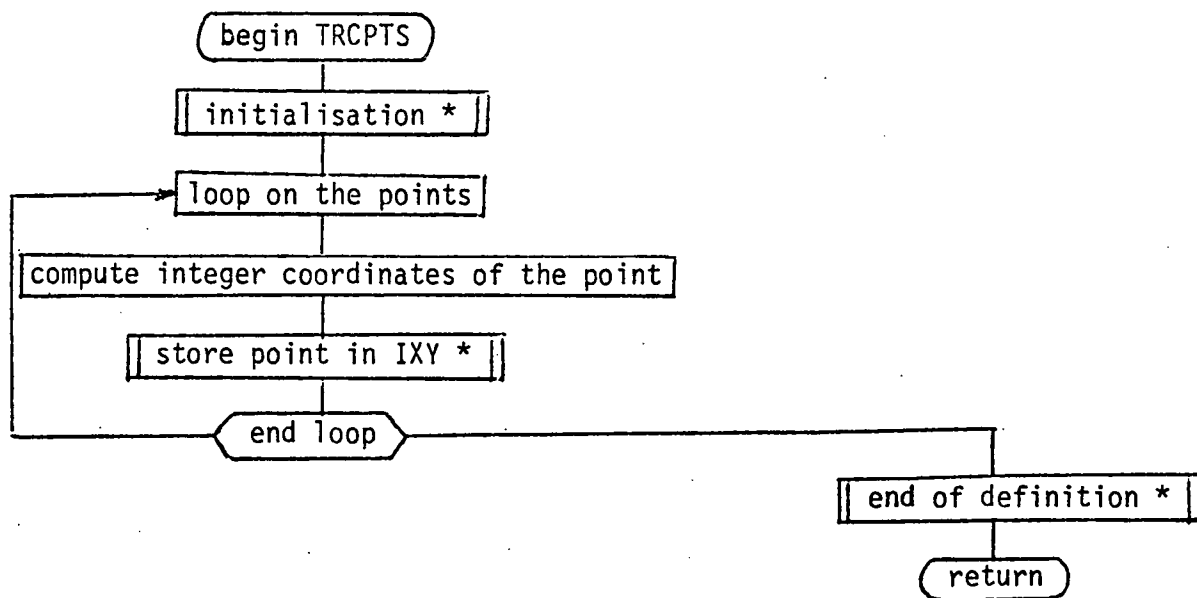 begin TRCPTS
initialisation *
loop on the points
compute integer coordinates of the point
store point in IXY *
end loop
end of definition *
return